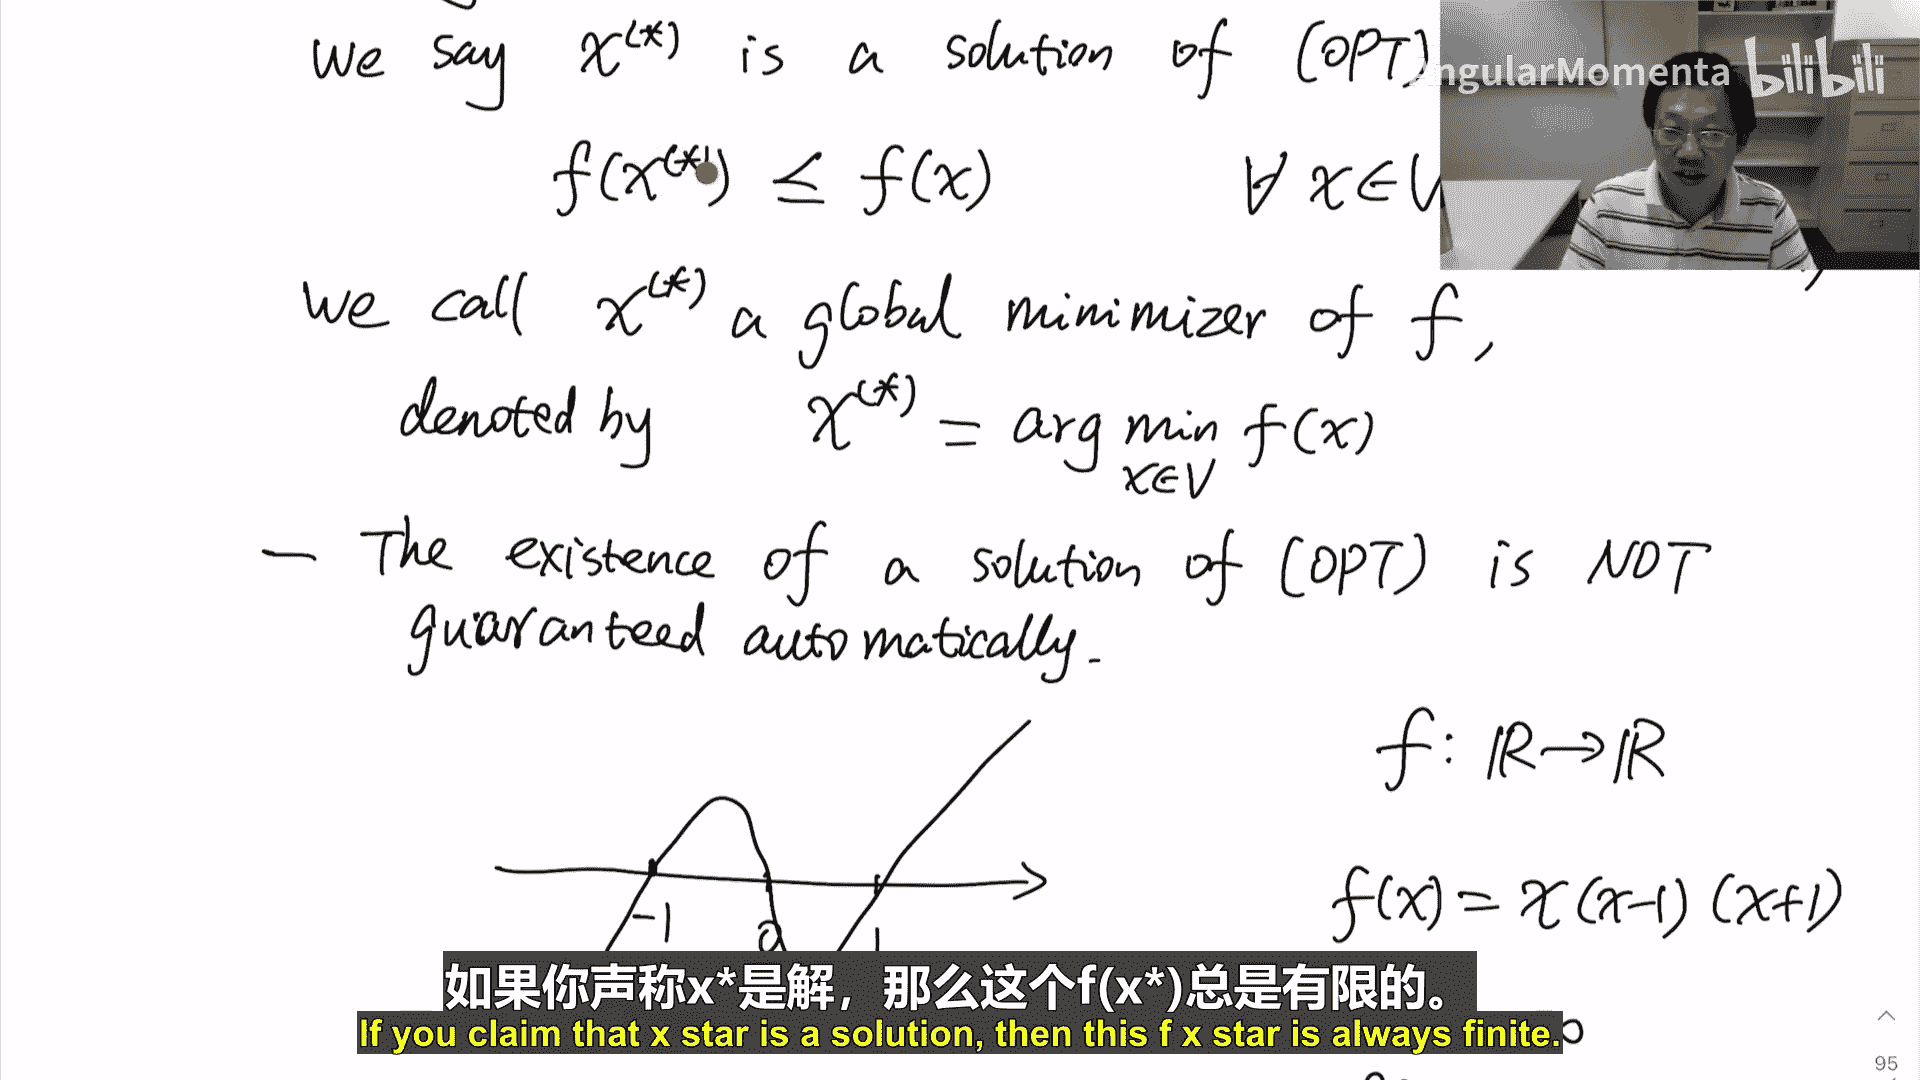 We say x^(*) is a solution of (OPT)
AngularMomenta bilibili
f(x^(*)) ≤ f(x) ∀ x∈V
We call x^(*) a global minimizer of f,
denoted by x^(*) = arg min f(x)
x∈V
— The existence of a solution of (OPT) is NOT
guaranteed automatically.
f: ℝ→ℝ
f(x) = x(x-1)(x+1)
-1 0 1
如果你声称x*是解，那么这个f(x*)总是有限的。
If you claim that x star is a solution, then this f x star is always finite.
95